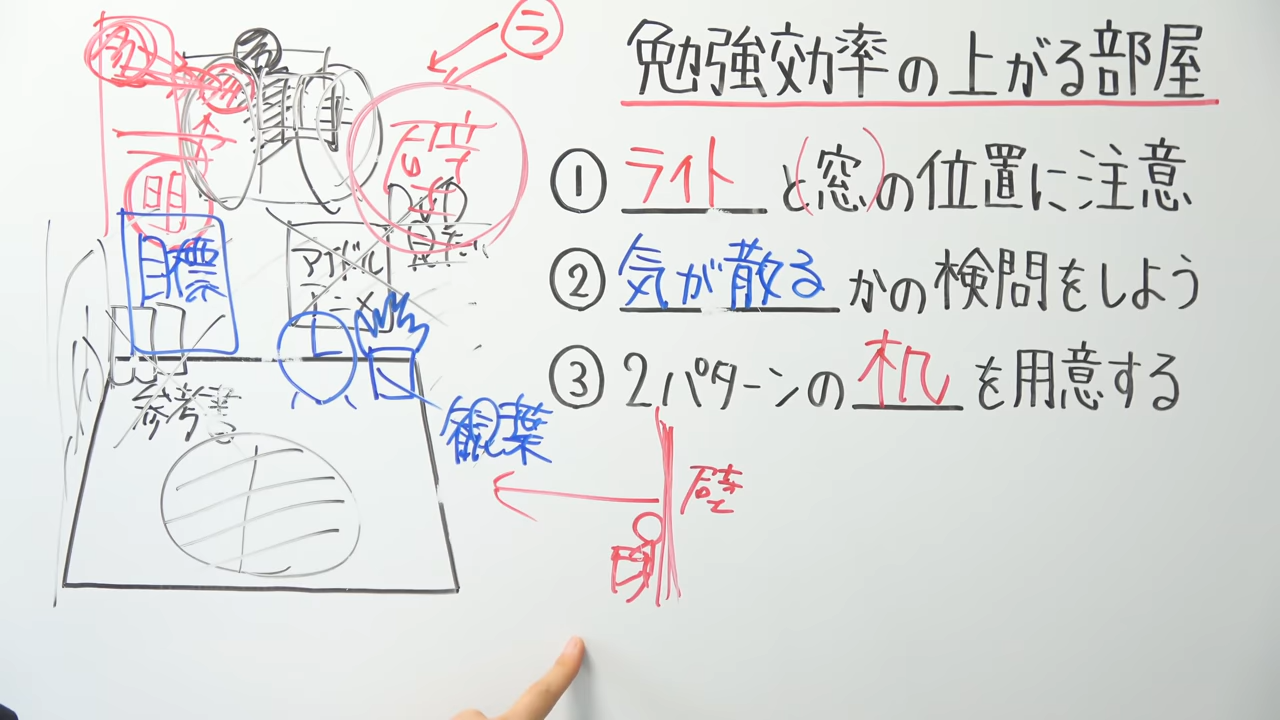 勉強効率の上がる部屋
① ライトと(窓)の位置に注意
② 気が散るかの検問をしよう
③ 2パターンの机を用意する
ラ
明
目標
アイドル
アニメ
参考書
観葉
壁